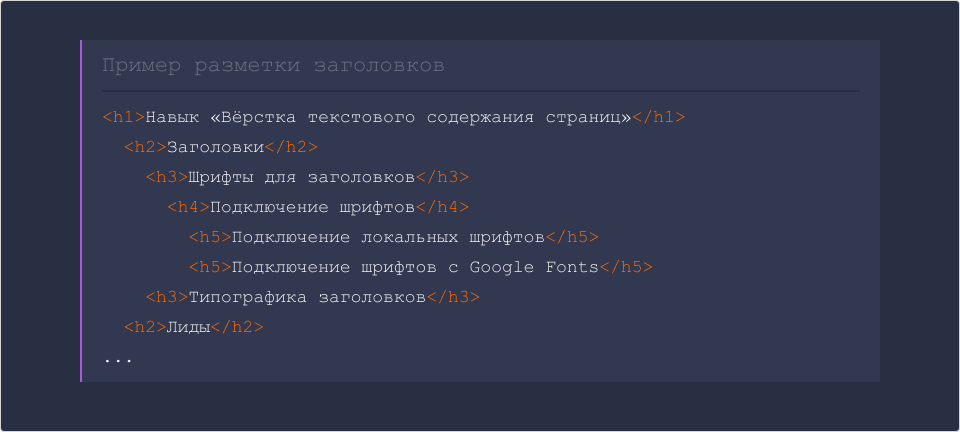 Пример разметки заголовков
<h1>Навык «Вёрстка текстового содержания страниц»</h1>
<h2>Заголовки</h2>
<h3>Шрифты для заголовков</h3>
<h4>Подключение шрифтов</h4>
<h5>Подключение локальных шрифтов</h5>
<h5>Подключение шрифтов с Google Fonts</h5>
<h3>Типографика заголовков</h3>
<h2>Лиды</h2>
...